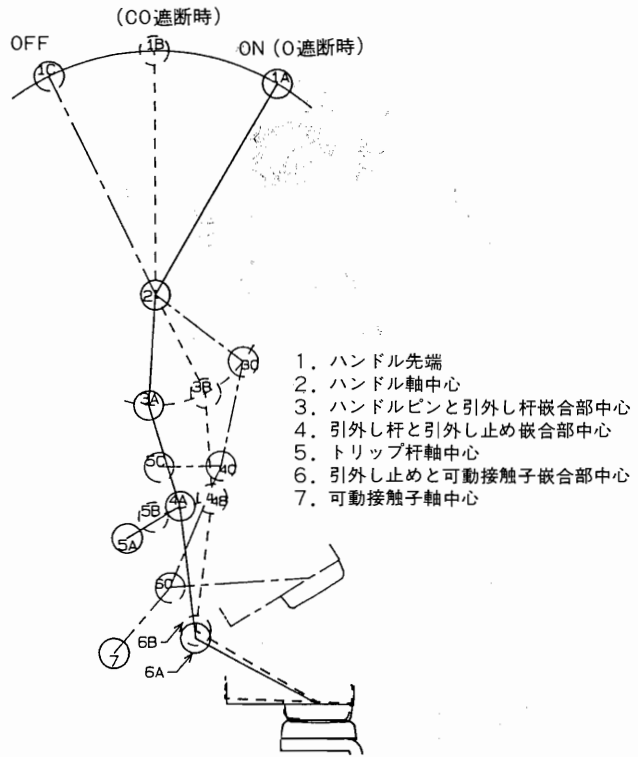 (CO遮断時)
OFF
ON (O遮断時)
1C
1B
1A
2
3C
3B
3A
5C
4C
4A
4B
5B
5A
6C
6B
6A
7
1. ハンドル先端
2. ハンドル軸中心
3. ハンドルピンと引外し杆嵌合部中心
4. 引外し杆と引外し止め嵌合部中心
5. トリップ杆軸中心
6. 引外し止めと可動接触子嵌合部中心
7. 可動接触子軸中心